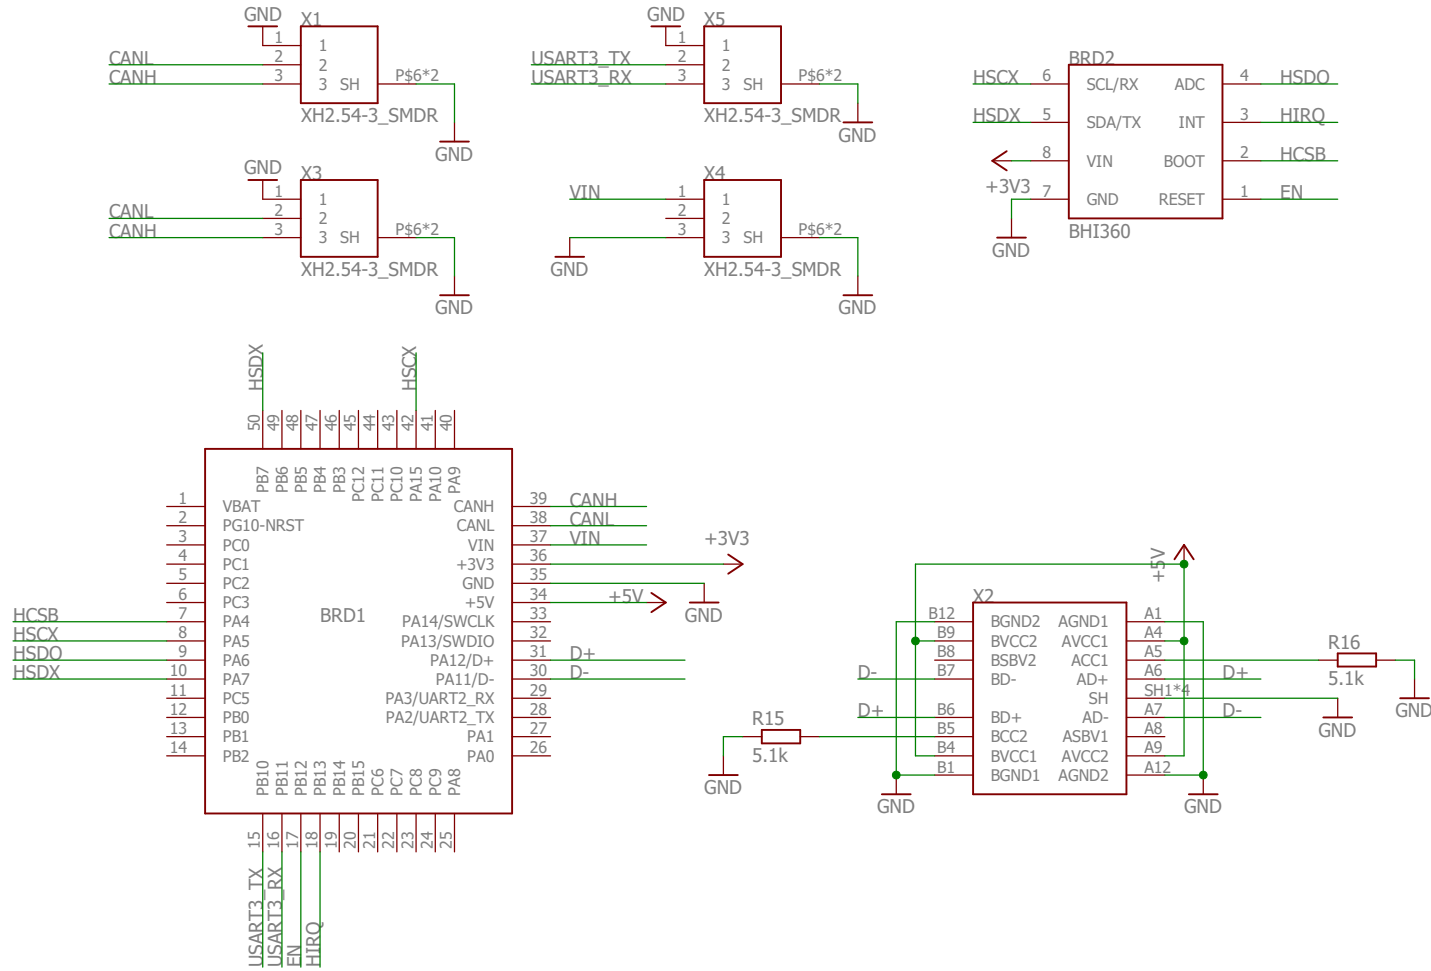 GND
X1
1
2
3
1
2
3 SH
CANL
CANH
P$6*2
XH2.54-3_SMDR
GND
GND
X5
1
2
3
1
2
3 SH
USART3_TX
USART3_RX
P$6*2
XH2.54-3_SMDR
GND
BRD2
HSCX 6 SCL/RX ADC 4 HSDO
HSDX 5 SDA/TX INT 3 HIRQ
8 VIN BOOT 2 HCSB
+3V3
7 GND RESET 1 EN
GND
BHI360
GND
X3
1
2
3
1
2
3 SH
CANL
CANH
P$6*2
XH2.54-3_SMDR
GND
X4
VIN
1
2
3
1
2
3 SH
GND
P$6*2
XH2.54-3_SMDR
GND
HSDX
HSCX
50 49 48 47 46 45 44 43 42 41 40
PB7 PB6 PB5 PB4 PB3 PC12 PC11 PC10 PA15 PA10 PA9
1 VBAT
2 PG10-NRST
3 PC0
4 PC1
5 PC2
6 PC3
HCSB 7 PA4
HSCX 8 PA5
HSDO 9 PA6
HSDX 10 PA7
11 PC5
12 PB0
13 PB1
14 PB2
BRD1
CANH 39 CANH
CANL 38 CANL
VIN 37 VIN
+3V3 36 +3V3
GND 35
GND
+5V 34 +5V
PA14/SWCLK 33
PA13/SWDIO 32
PA12/D+ 31 D+
PA11/D- 30 D-
PA3/UART2_RX 29
PA2/UART2_TX 28
PA1 27
PA0 26
PB10 PB11 PB12 PB13 PB14 PB15 PC6 PC7 PC8 PC9 PA8
15 16 17 18 19 20 21 22 23 24 25
USART3_TX
USART3_RX
EN
HIRQ
+5V
X2
B12 BGND2 AGND1 A1
B9 BVCC2 AVCC1 A4
B8 BSBV2 ACC1 A5
D- B7 BD- AD+ A6 D+
SH SH1*4
D+ B6 BD+ AD- A7 D-
B5 BCC2 ASBV1 A8
B4 BVCC1 AVCC2 A9
B1 BGND1 AGND2 A12
R16
5.1k
GND
GND
R15
5.1k
GND
GND
GND